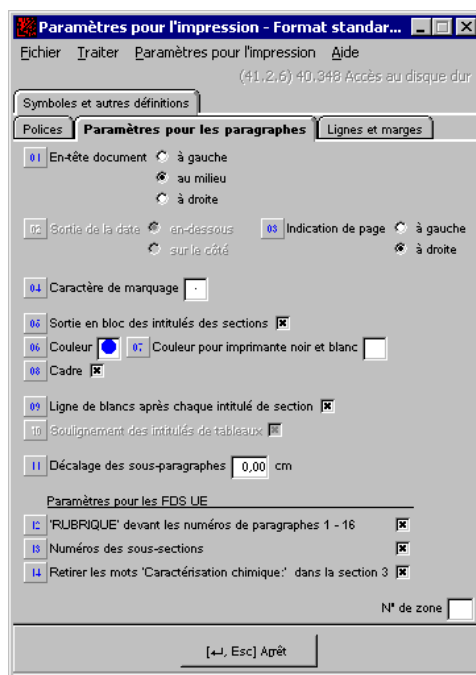 Paramètres pour l'impression - Format standar...
Fichier Traiter Paramètres pour l'impression Aide
(41,2,6) 40.348 Accès au disque dur
Symboles et autres définitions
Polices Paramètres pour les paragraphes Lignes et marges
01 En-tête document à gauche
au milieu
à droite
02 Sortie de la date en-dessous 03 Indication de page à gauche
sur le côté à droite
04 Caractère de marquage ·
05 Sortie en bloc des intitulés des sections
06 Couleur 07 Couleur pour imprimante noir et blanc
08 Cadre
09 Ligne de blancs après chaque intitulé de section
10 Soulignement des intitulés de tableaux
11 Décalage des sous-paragraphes 0,00 cm
Paramètres pour les FDS UE
12 'RUBRIQUE' devant les numéros de paragraphes 1 - 16
13 Numéros des sous-sections
14 Retirer les mots 'Caractérisation chimique:' dans la section 3
N° de zone
[↵, Esc] Arrêt